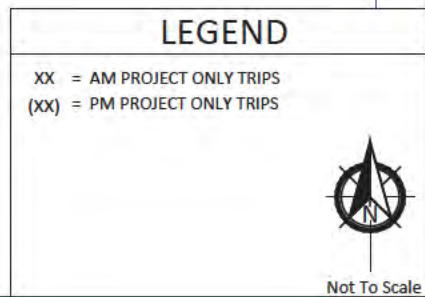 LEGEND
XX = AM PROJECT ONLY TRIPS
(XX) = PM PROJECT ONLY TRIPS
N
Not To Scale